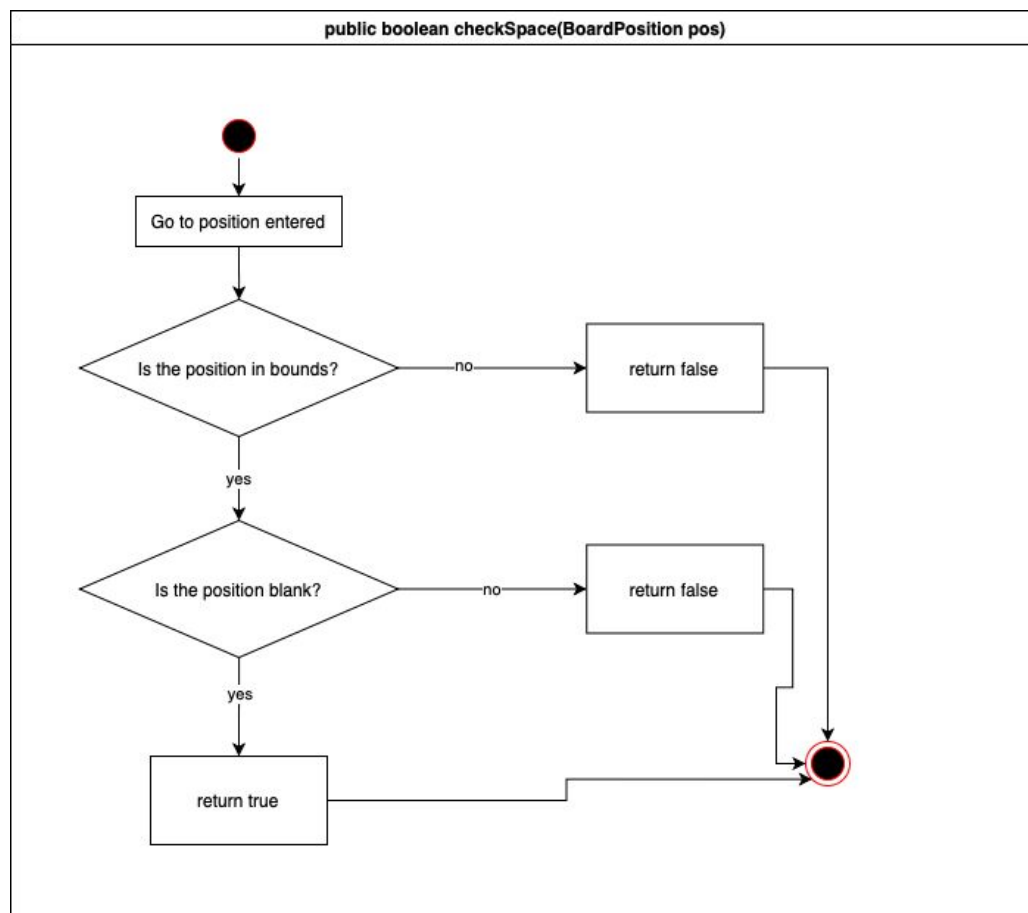 public boolean checkSpace(BoardPosition pos)
Go to position entered
Is the position in bounds?
no
return false
yes
Is the position blank?
no
return false
yes
return true